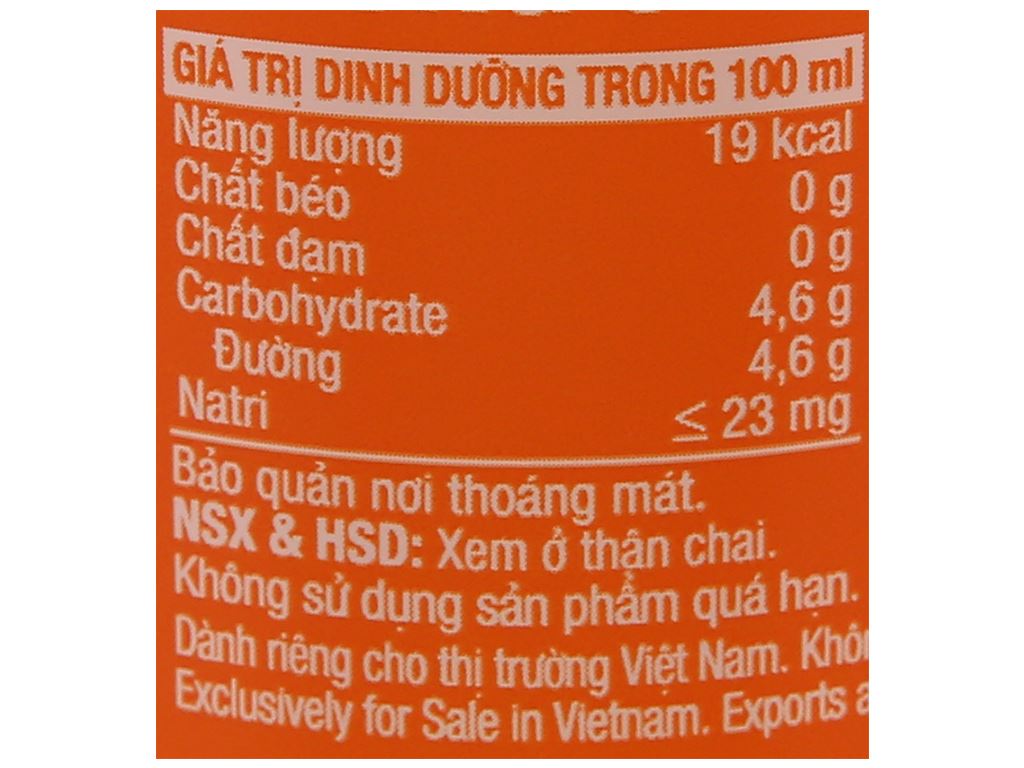 GIÁ TRỊ DINH DƯỠNG TRONG 100 ml
Năng lượng 19 kcal
Chất béo 0 g
Chất đạm 0 g
Carbohydrate 4,6 g
Đường 4,6 g
Natri ≤ 23 mg
Bảo quản nơi thoáng mát.
NSX & HSD: Xem ở thân chai.
Không sử dụng sản phẩm quá hạn.
Dành riêng cho thị trường Việt Nam.
Exclusively for Sale in Vietnam. Exports